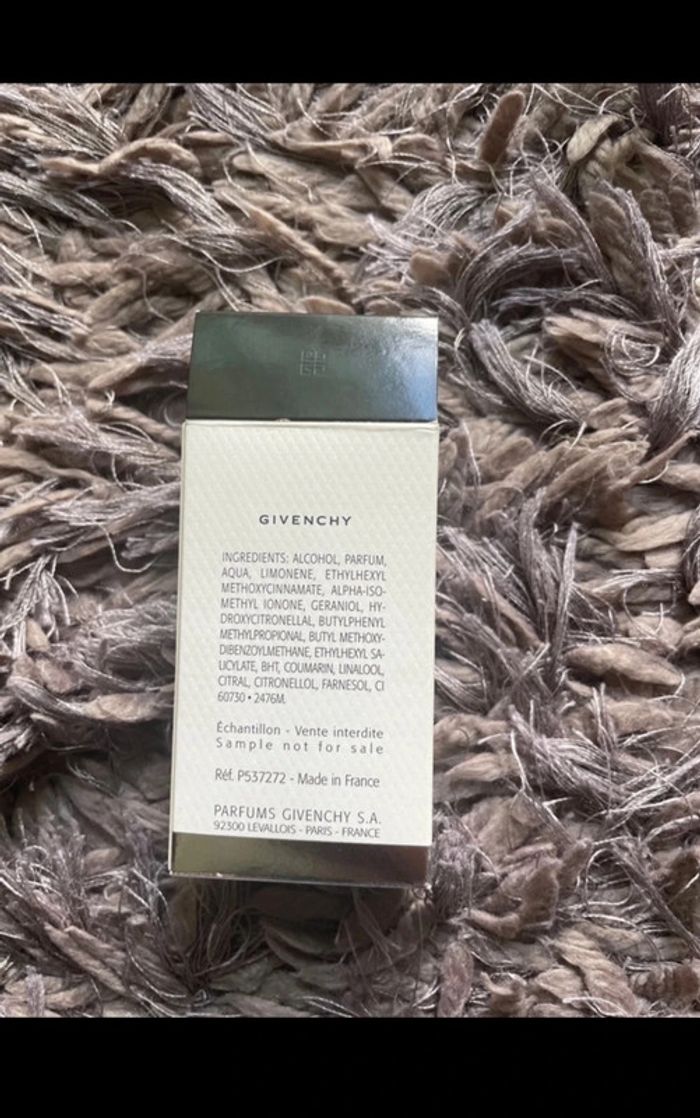 GIVENCHY
INGREDIENTS: ALCOHOL, PARFUM,
AQUA, LIMONENE, ETHYLHEXYL
METHOXYCINNAMATE, ALPHA-ISO-
METHYL IONONE, GERANIOL, HY-
DROXYCITRONELLAL, BUTYLPHENYL
METHYLPROPIONAL, BUTYL METHOXY-
DIBENZOYLMETHANE, ETHYLHEXYL SA-
LICYLATE, BHT, COUMARIN, LINALOOL,
CITRAL, CITRONELLOL, FARNESOL, CI
60730 • 2476M.
Échantillon - Vente interdite
Sample not for sale
Réf. P537272 - Made in France
PARFUMS GIVENCHY S.A.
92300 LEVALLOIS - PARIS - FRANCE